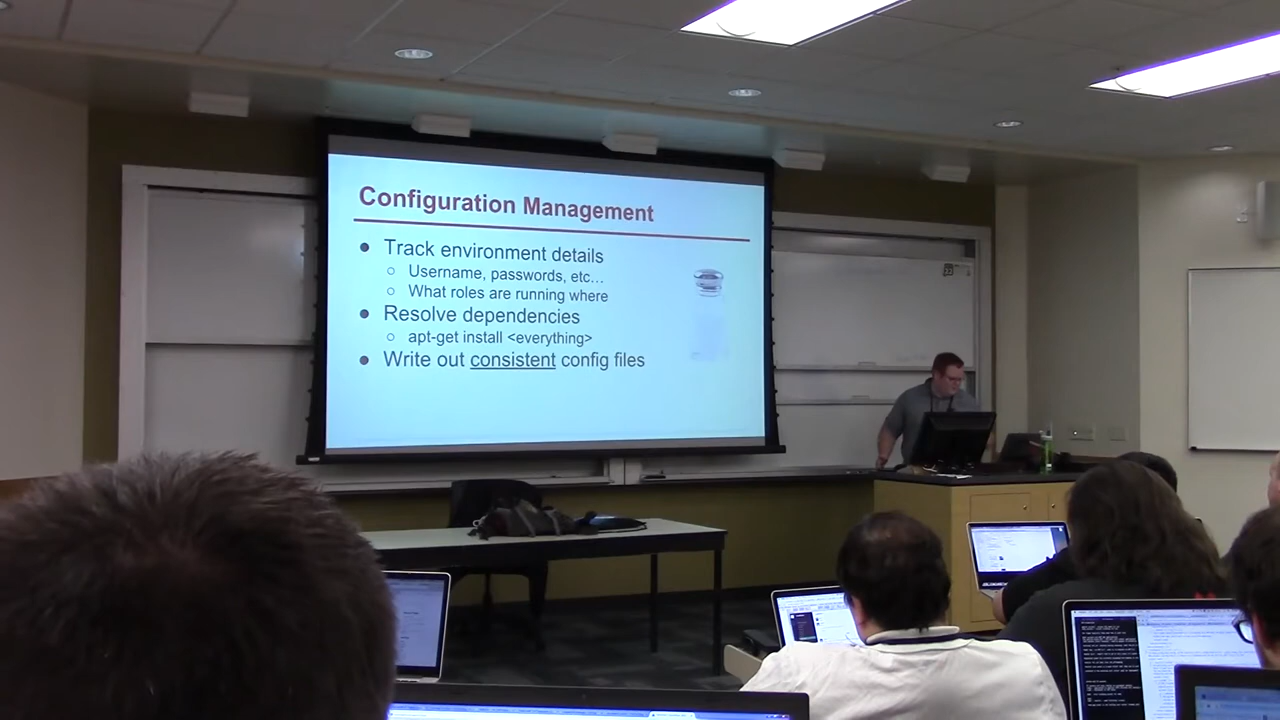 Configuration Management
● Track environment details
○ Username, passwords, etc…
○ What roles are running where
● Resolve dependencies
○ apt-get install <everything>
● Write out consistent config files